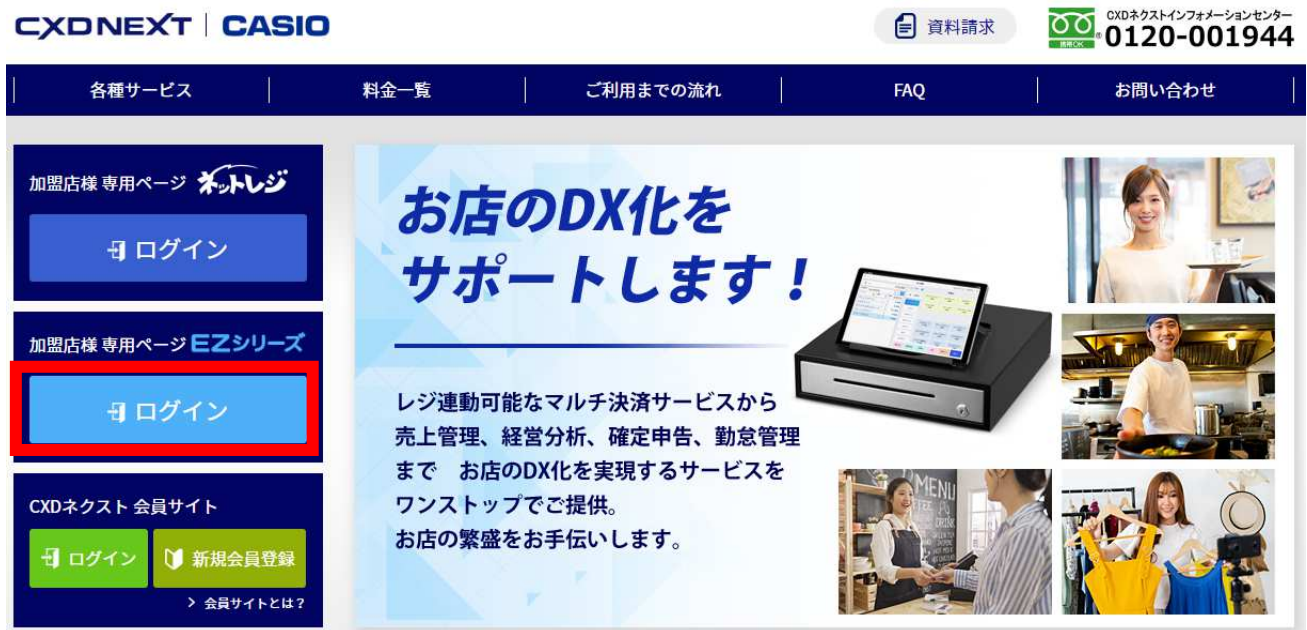 CXDNEXT | CASIO
資料請求
CXDネクストインフォメーションセンター
携帯OK
0120-001944
各種サービス
料金一覧
ご利用までの流れ
FAQ
お問い合わせ
加盟店様 専用ページ ネットレジ
ログイン
加盟店様 専用ページ EZシリーズ
ログイン
CXDネクスト 会員サイト
ログイン
新規会員登録
> 会員サイトとは?
お店のDX化を
サポートします!
レジ連動可能なマルチ決済サービスから
売上管理、経営分析、確定申告、勤怠管理
まで お店のDX化を実現するサービスを
ワンストップでご提供。
お店の繁盛をお手伝いします。
MENU